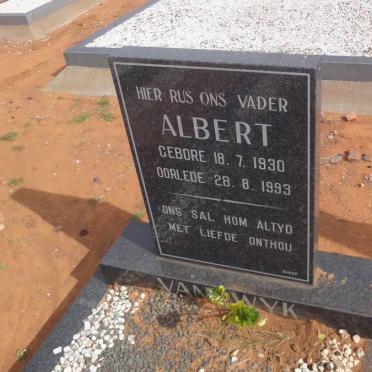 HIER RUS ONS VADER
ALBERT
GEBORE 18. 7. 1930
OORLEDE 28. 8. 1993
ONS SAL HOM ALTYD
MET LIEFDE ONTHOU
VAN WYK